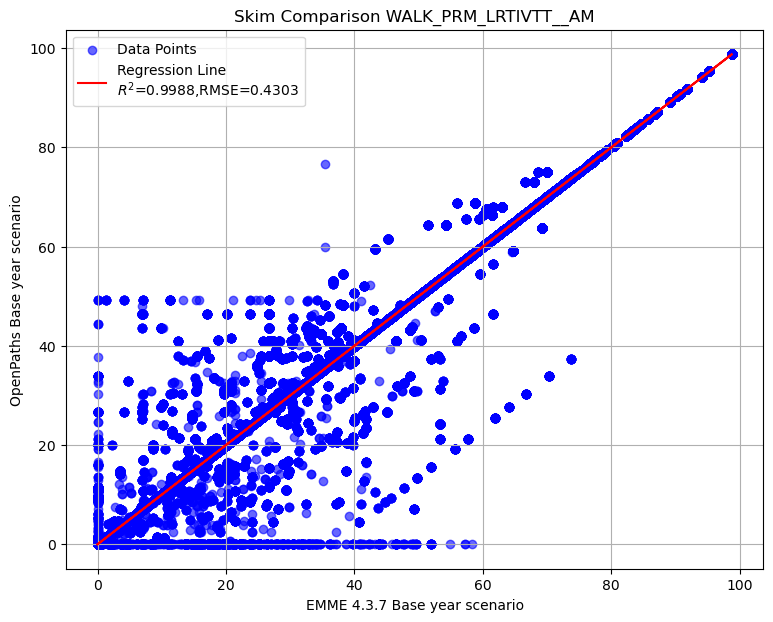 Skim Comparison WALK_PRM_LRTIVTT__AM
Data Points
Regression Line
R²=0.9988,RMSE=0.4303
100
80
60
40
20
0
OpenPaths Base year scenario
0 20 40 60 80 100
EMME 4.3.7 Base year scenario